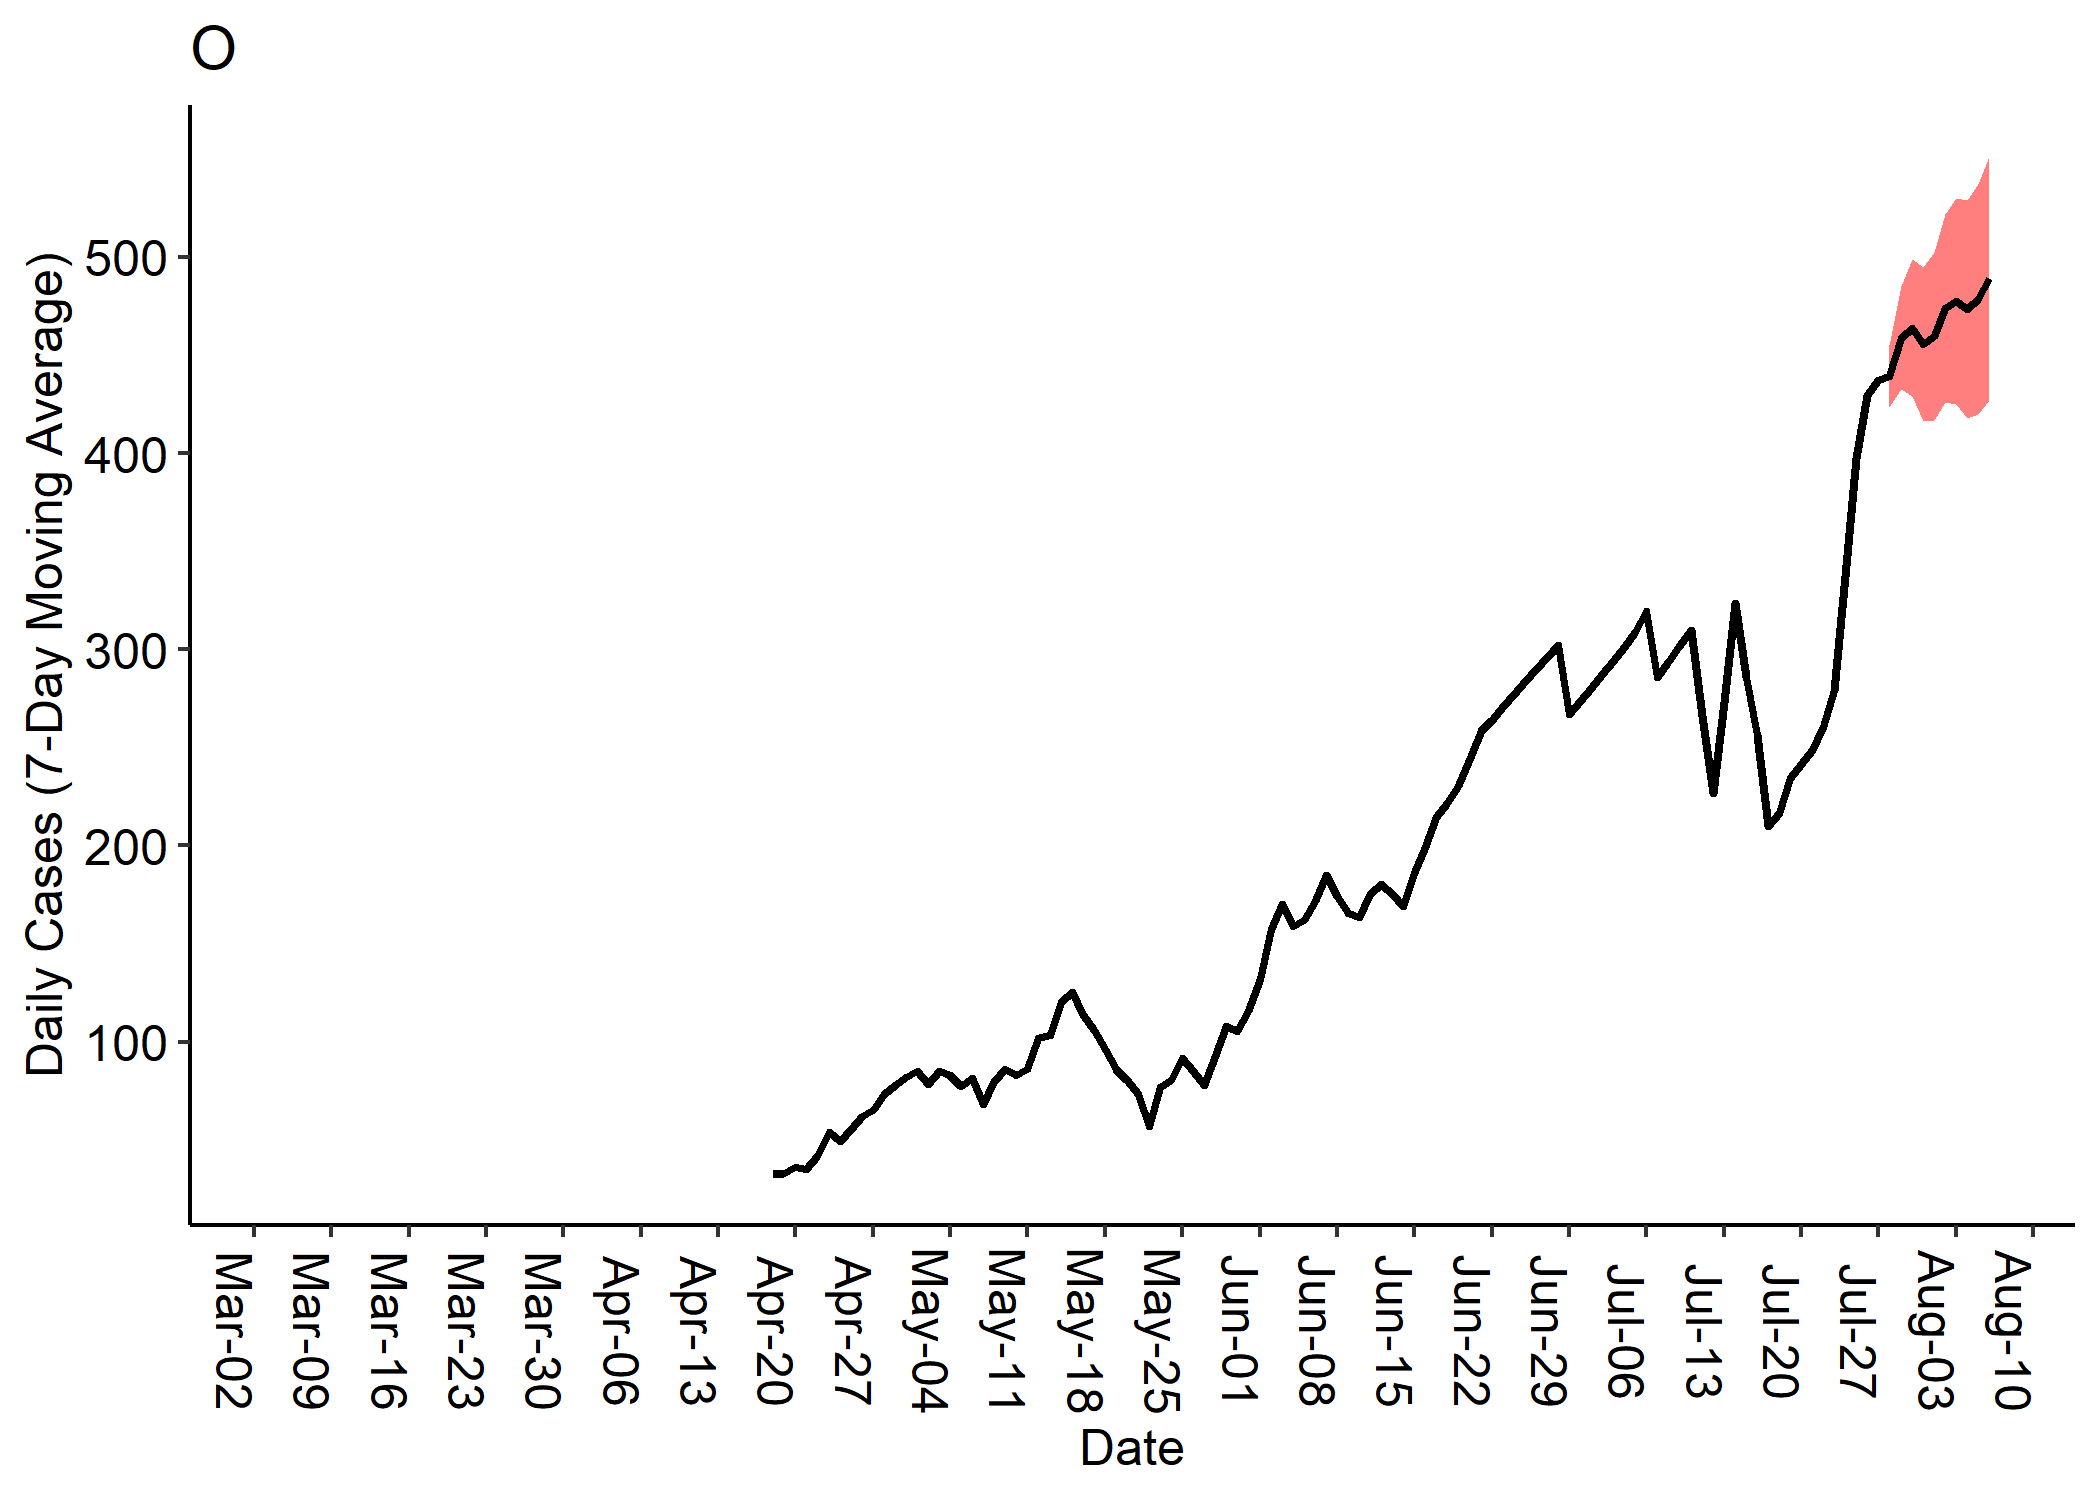 O
Daily Cases (7-Day Moving Average)
500
400
300
200
100
Mar-02
Mar-09
Mar-16
Mar-23
Mar-30
Apr-06
Apr-13
Apr-20
Apr-27
May-04
May-11
May-18
May-25
Jun-01
Jun-08
Jun-15
Jun-22
Jun-29
Jul-06
Jul-13
Jul-20
Jul-27
Aug-03
Aug-10
Date